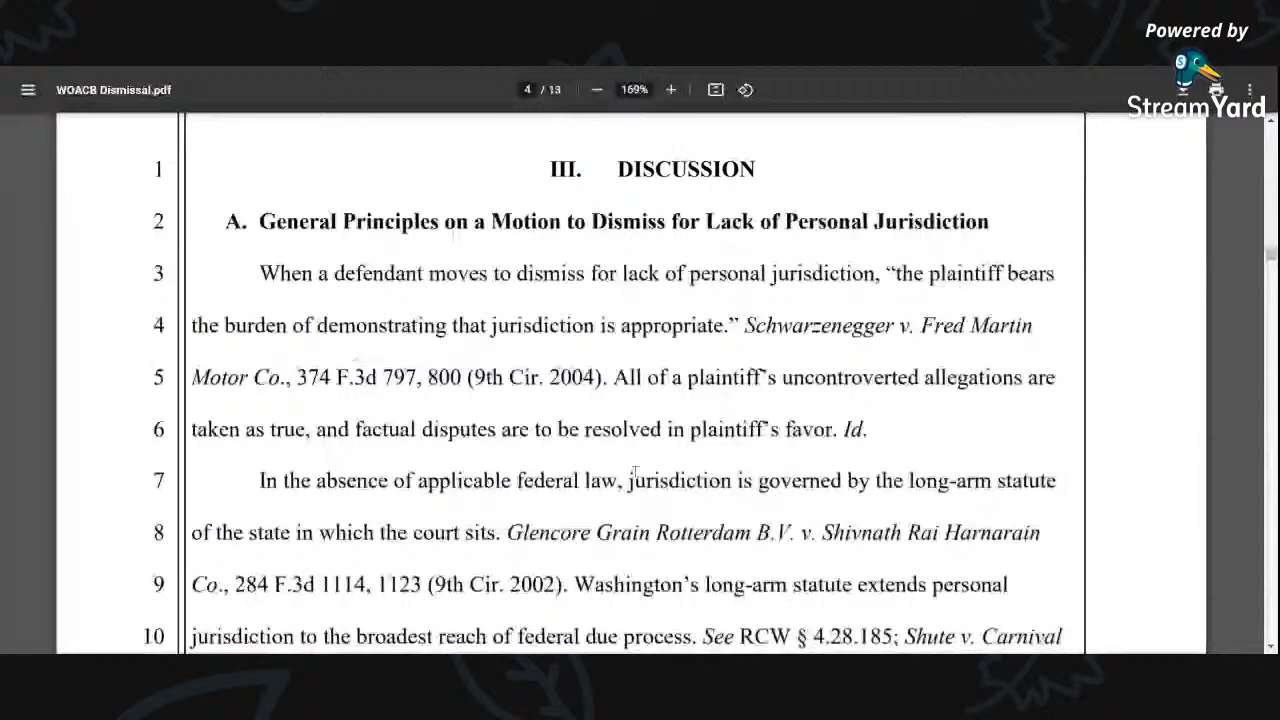 Powered by
StreamYard
WOACB Dismissal.pdf
4 / 13
169%
1 III. DISCUSSION
2 A. General Principles on a Motion to Dismiss for Lack of Personal Jurisdiction
3 When a defendant moves to dismiss for lack of personal jurisdiction, “the plaintiff bears
4 the burden of demonstrating that jurisdiction is appropriate.” Schwarzenegger v. Fred Martin
5 Motor Co., 374 F.3d 797, 800 (9th Cir. 2004). All of a plaintiff’s uncontroverted allegations are
6 taken as true, and factual disputes are to be resolved in plaintiff’s favor. Id.
7 In the absence of applicable federal law, jurisdiction is governed by the long-arm statute
8 of the state in which the court sits. Glencore Grain Rotterdam B.V. v. Shivnath Rai Harnarain
9 Co., 284 F.3d 1114, 1123 (9th Cir. 2002). Washington’s long-arm statute extends personal
10 jurisdiction to the broadest reach of federal due process. See RCW § 4.28.185; Shute v. Carnival